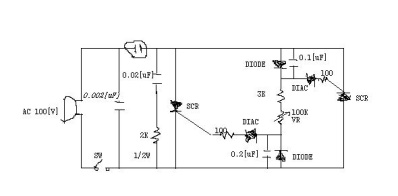 0.1[uF]
DIODE
100
0.02[uF]
DIAC
0.002[uF]
3E
SCR
SCR
100K
AC 100[V]
DIAC
VR
100
2K
SW
1/2W
0.2[uF]
DIODE